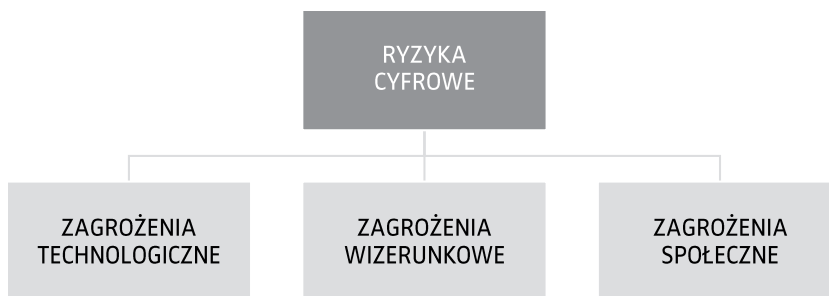 RYZYKA
CYFROWE
ZAGROŻENIA
TECHNOLOGICZNE
ZAGROŻENIA
WIZERUNKOWE
ZAGROŻENIA
SPOŁECZNE